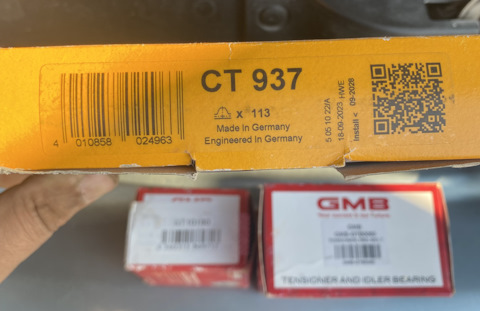 CT 937
x 113
Made in Germany
Engineered in Germany
4 010858 024963
5 05 10 22/A
18-09-2023 HWE
Install < 09-2028
GMB
TENSIONER AND IDLER BEARING